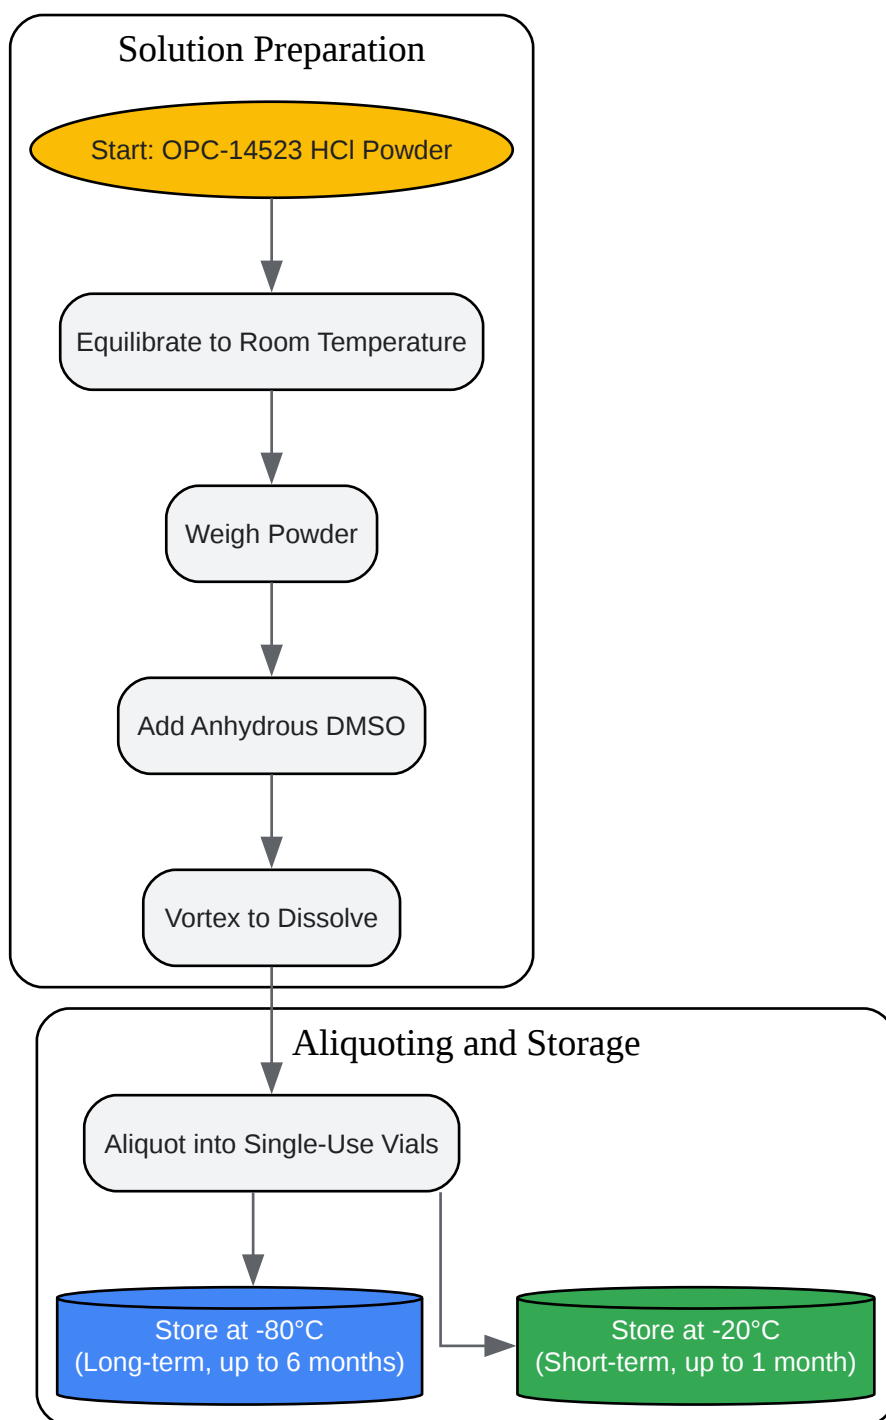 Solution Preparation
Start: OPC-14523 HCl Powder
Equilibrate to Room Temperature
Weigh Powder
Add Anhydrous DMSO
Vortex to Dissolve
Aliquoting and Storage
Aliquot into Single-Use Vials
Store at -80°C
(Long-term, up to 6 months)
Store at -20°C
(Short-term, up to 1 month)